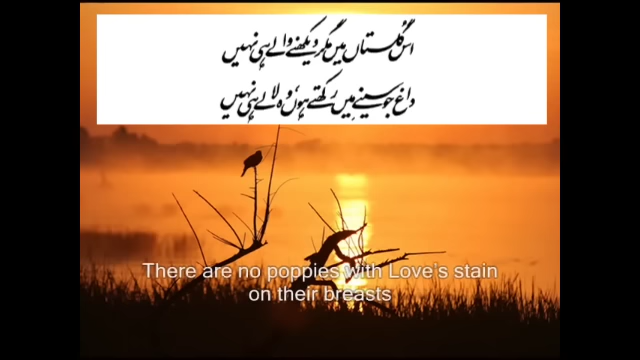 اس گلستاں میں مگر دیکھنے والے ہی نہیں
داغ جو سینے میں رکھتے ہوں وہ لالے ہی نہیں
There are no poppies with Love's stain
on their breasts